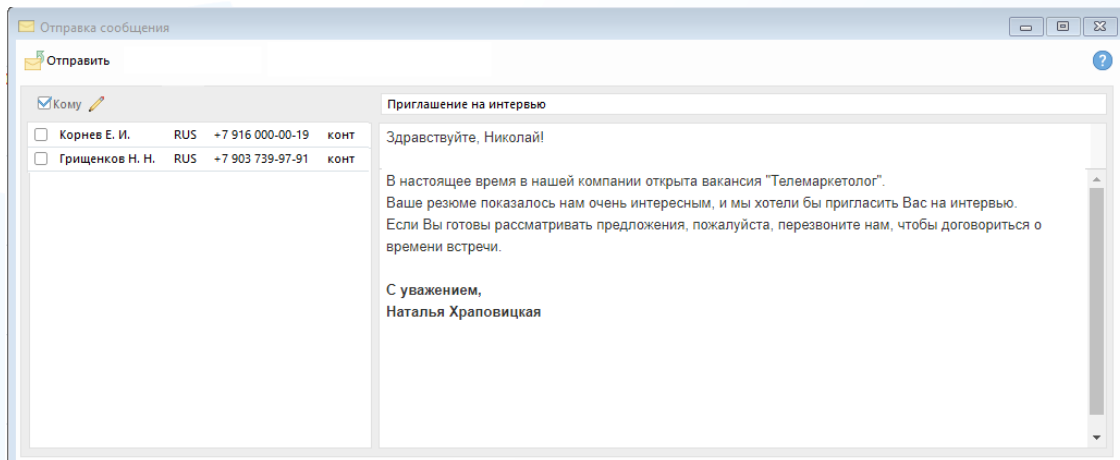 Отправка сообщения
Отправить
Кому
Приглашение на интервью
Корнев Е. И. RUS +7 916 000-00-19 конт
Грищенков Н. Н. RUS +7 903 739-97-91 конт
Здравствуйте, Николай!
В настоящее время в нашей компании открыта вакансия "Телемаркетолог".
Ваше резюме показалось нам очень интересным, и мы хотели бы пригласить Вас на интервью.
Если Вы готовы рассматривать предложения, пожалуйста, перезвоните нам, чтобы договориться о
времени встречи.
С уважением,
Наталья Храповицкая